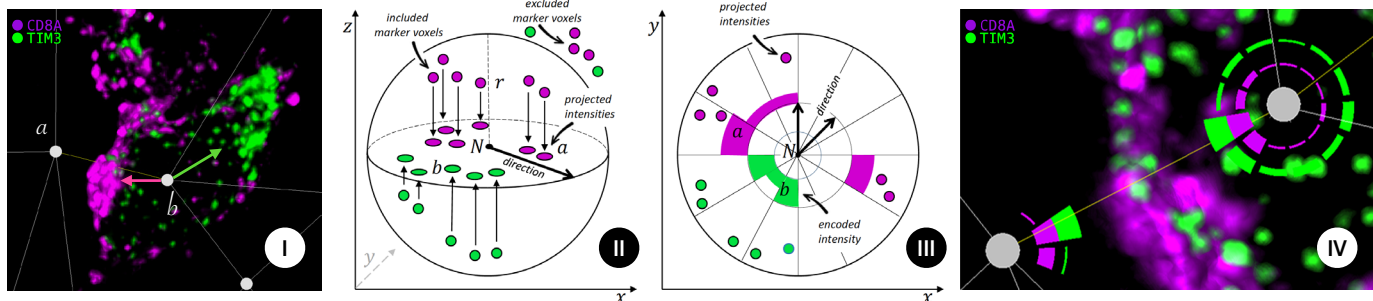 CD8A
TIM3
a
b
I
z
included
marker voxels
excluded
marker voxels
r
projected
intensities
N
a
direction
b
y
x
II
y
projected
intensities
direction
a
N
b
encoded
intensity
x
III
CD8A
TIM3
IV